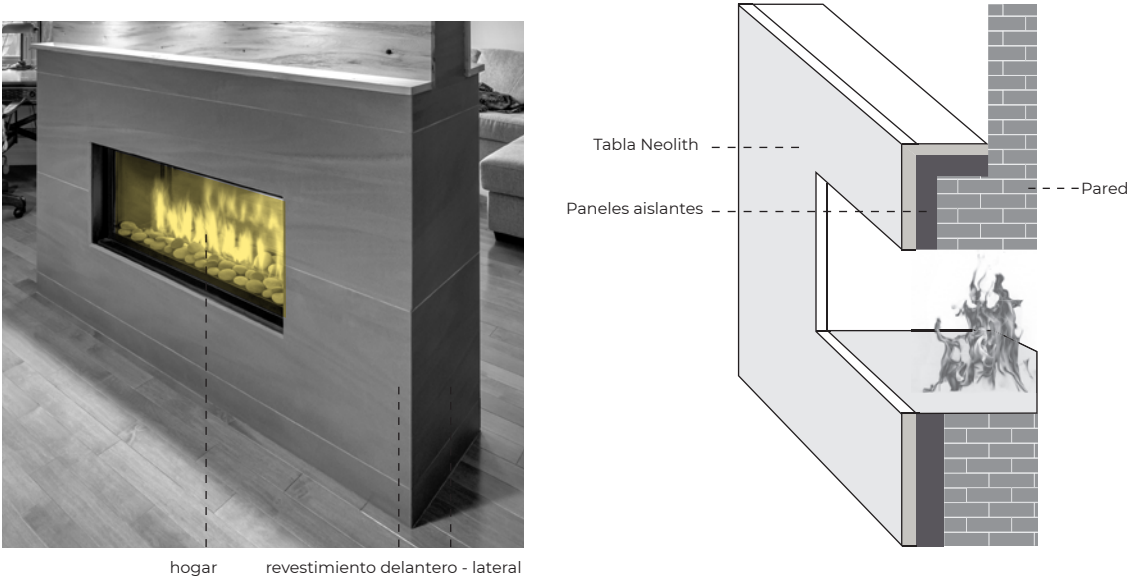 Tabla Neolith
Paneles aislantes
Pared
hogar
revestimiento delantero - lateral